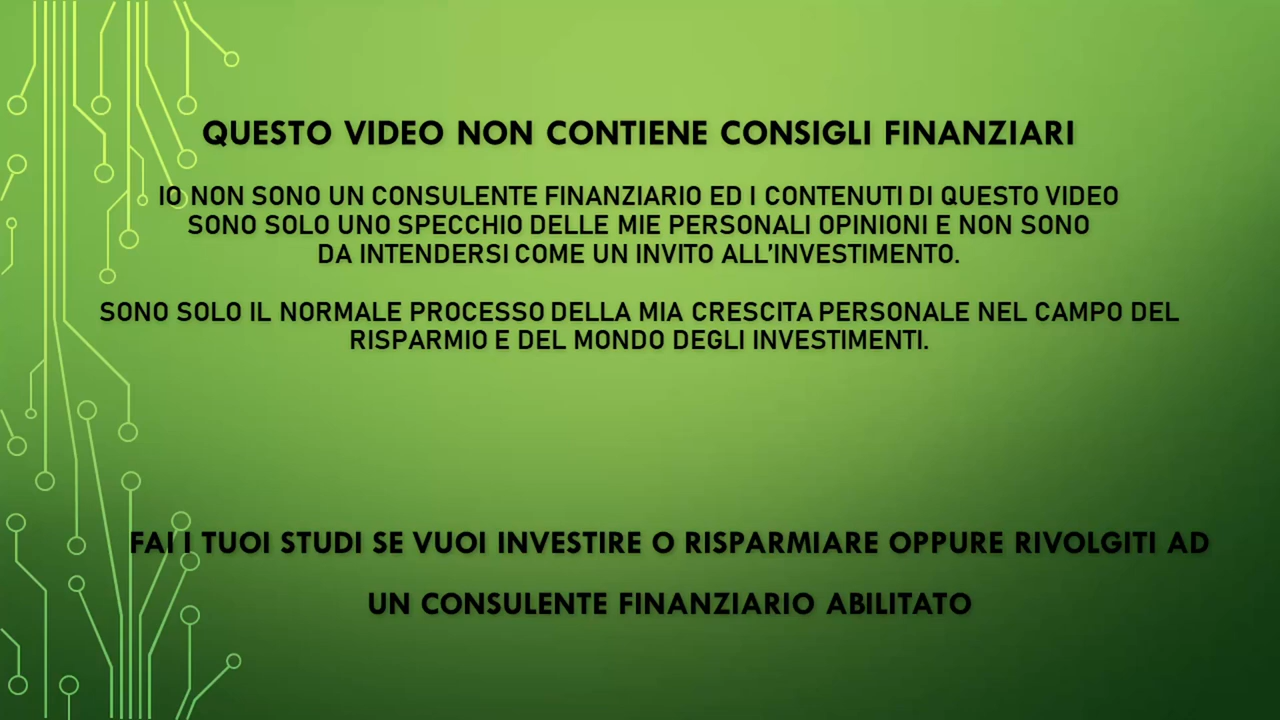 QUESTO VIDEO NON CONTIENE CONSIGLI FINANZIARI
IO NON SONO UN CONSULENTE FINANZIARIO ED I CONTENUTI DI QUESTO VIDEO
SONO SOLO UNO SPECCHIO DELLE MIE PERSONALI OPINIONI E NON SONO
DA INTENDERSI COME UN INVITO ALL'INVESTIMENTO.
SONO SOLO IL NORMALE PROCESSO DELLA MIA CRESCITA PERSONALE NEL CAMPO DEL
RISPARMIO E DEL MONDO DEGLI INVESTIMENTI.
FAI I TUOI STUDI SE VUOI INVESTIRE O RISPARMIARE OPPURE RIVOLGITI AD
UN CONSULENTE FINANZIARIO ABILITATO